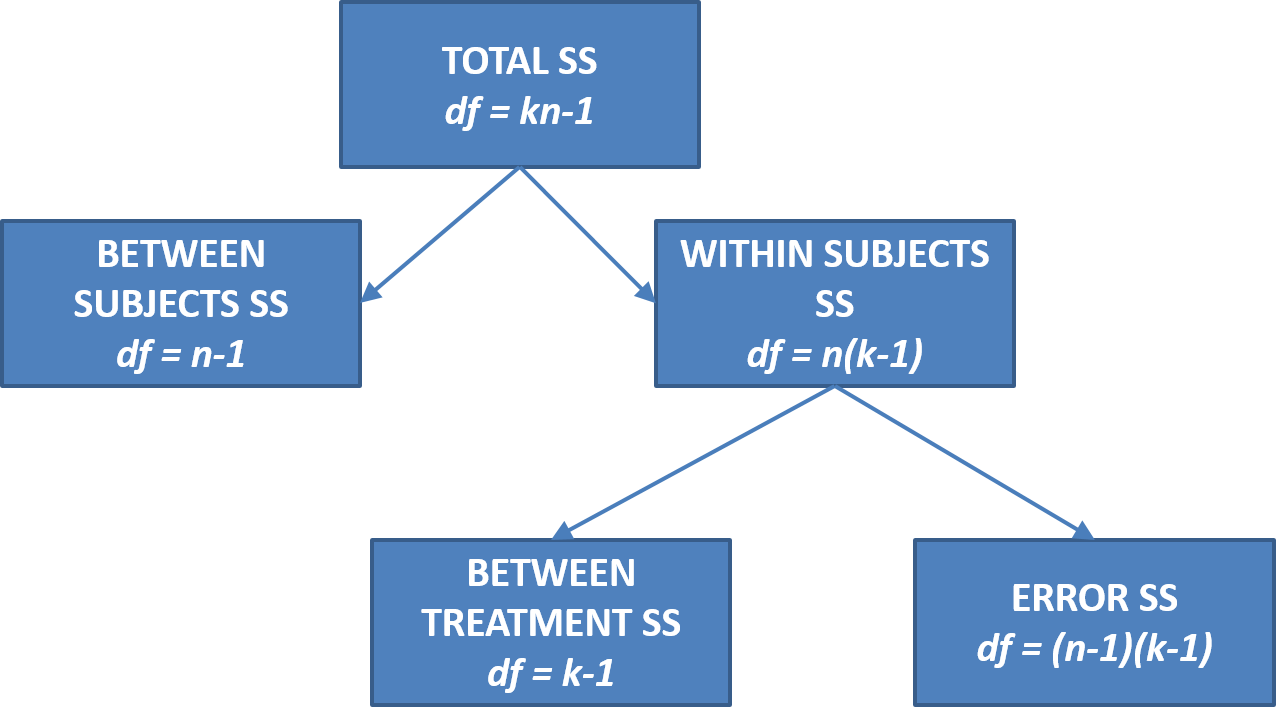 TOTAL SS
df = kn-1
BETWEEN
SUBJECTS SS
df = n-1
WITHIN SUBJECTS
SS
df = n(k-1)
BETWEEN
TREATMENT SS
df = k-1
ERROR SS
df = (n-1)(k-1)